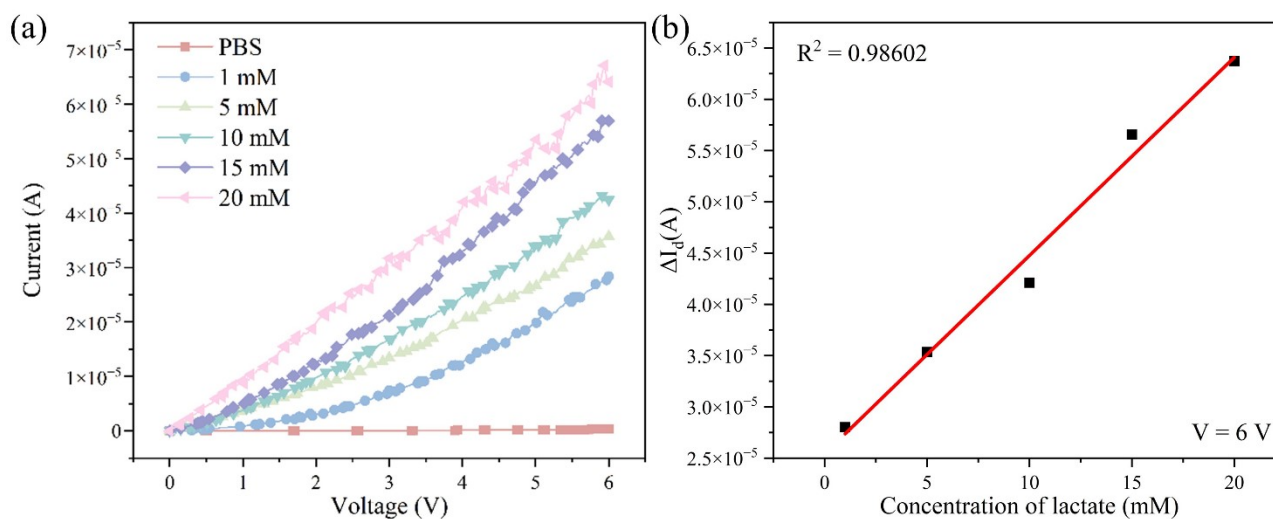 (a)
PBS
1 mM
5 mM
10 mM
15 mM
20 mM
7×10⁻⁵
6×10⁻⁵
5×10⁻⁵
4×10⁻⁵
3×10⁻⁵
2×10⁻⁵
1×10⁻⁵
0
Current (A)
0 1 2 3 4 5 6
Voltage (V)
(b)
R² = 0.98602
6.5×10⁻⁵
6.0×10⁻⁵
5.5×10⁻⁵
5.0×10⁻⁵
4.5×10⁻⁵
4.0×10⁻⁵
3.5×10⁻⁵
3.0×10⁻⁵
2.5×10⁻⁵
ΔI_d(A)
V = 6 V
0 5 10 15 20
Concentration of lactate (mM)